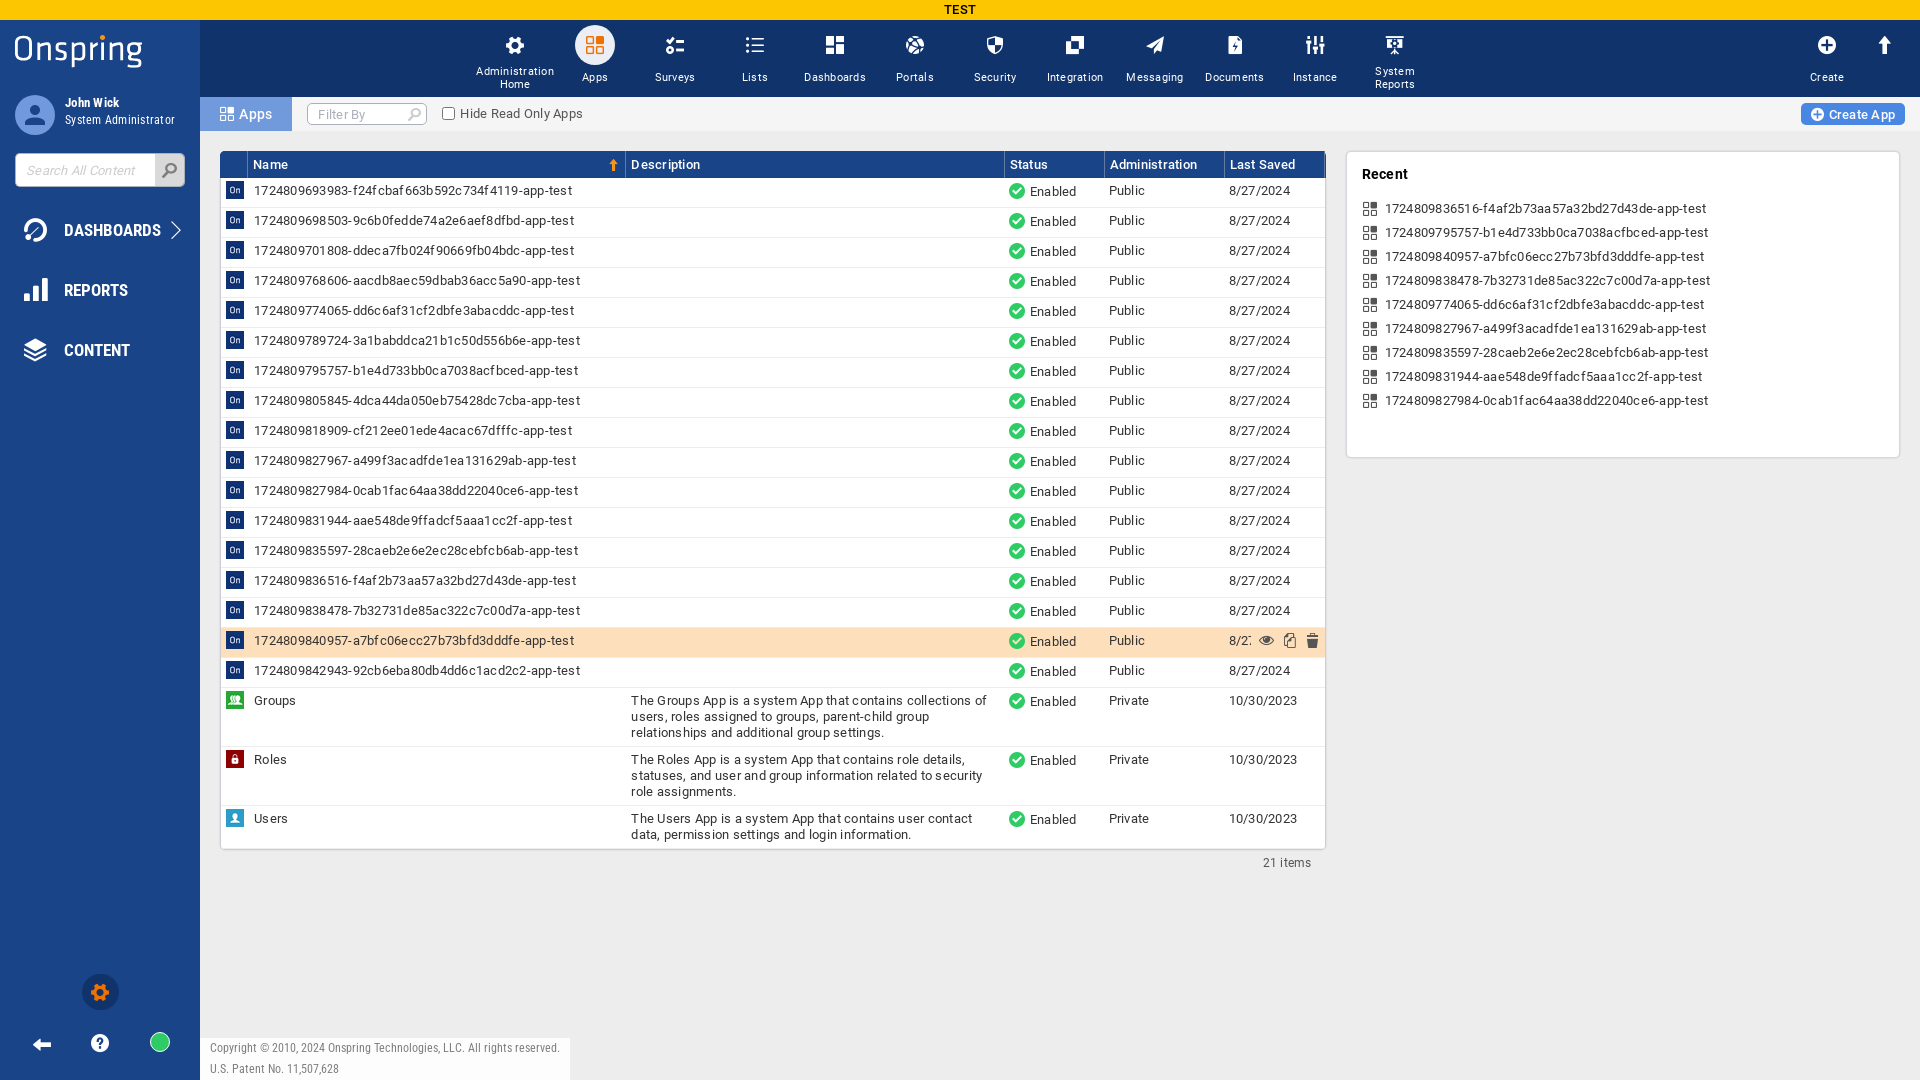 TEST
Onspring
John Wick
System Administrator
Search All Content
DASHBOARDS
REPORTS
CONTENT
Administration
Home
Apps
Surveys
Lists
Dashboards
Portals
Security
Integration
Messaging
Documents
Instance
System
Reports
Create
Apps
Filter By
Hide Read Only Apps
Create App
Name Description Status Administration Last Saved
On 1724809693983-f24fcbaf663b592c734f4119-app-test Enabled Public 8/27/2024
On 1724809698503-9c6b0fedde74a2e6aef8dfbd-app-test Enabled Public 8/27/2024
On 1724809701808-ddeca7fb024f90669fb04bdc-app-test Enabled Public 8/27/2024
On 1724809768606-aacdb8aec59dbab36acc5a90-app-test Enabled Public 8/27/2024
On 1724809774065-dd6c6af31cf2dbfe3abacddc-app-test Enabled Public 8/27/2024
On 1724809789724-3a1babddca21b1c50d556b6e-app-test Enabled Public 8/27/2024
On 1724809795757-b1e4d733bb0ca7038acfbced-app-test Enabled Public 8/27/2024
On 1724809805845-4dca44da050eb75428dc7cba-app-test Enabled Public 8/27/2024
On 1724809818909-cf212ee01ede4acac67dfffc-app-test Enabled Public 8/27/2024
On 1724809827967-a499f3acadfde1ea131629ab-app-test Enabled Public 8/27/2024
On 1724809827984-0cab1fac64aa38dd22040ce6-app-test Enabled Public 8/27/2024
On 1724809831944-aae548de9ffadcf5aaa1cc2f-app-test Enabled Public 8/27/2024
On 1724809835597-28caeb2e6e2ec28cebfcb6ab-app-test Enabled Public 8/27/2024
On 1724809836516-f4af2b73aa57a32bd27d43de-app-test Enabled Public 8/27/2024
On 1724809838478-7b32731de85ac322c7c00d7a-app-test Enabled Public 8/27/2024
On 1724809840957-a7bfc06ecc27b73bfd3dddfe-app-test Enabled Public 8/27
On 1724809842943-92cb6eba80db4dd6c1acd2c2-app-test Enabled Public 8/27/2024
Groups The Groups App is a system App that contains collections of Enabled Private 10/30/2023
users, roles assigned to groups, parent-child group
relationships and additional group settings.
Roles The Roles App is a system App that contains role details, Enabled Private 10/30/2023
statuses, and user and group information related to security
role assignments.
Users The Users App is a system App that contains user contact Enabled Private 10/30/2023
data, permission settings and login information.
21 items
Recent
1724809836516-f4af2b73aa57a32bd27d43de-app-test
1724809795757-b1e4d733bb0ca7038acfbced-app-test
1724809840957-a7bfc06ecc27b73bfd3dddfe-app-test
1724809838478-7b32731de85ac322c7c00d7a-app-test
1724809774065-dd6c6af31cf2dbfe3abacddc-app-test
1724809827967-a499f3acadfde1ea131629ab-app-test
1724809835597-28caeb2e6e2ec28cebfcb6ab-app-test
1724809831944-aae548de9ffadcf5aaa1cc2f-app-test
1724809827984-0cab1fac64aa38dd22040ce6-app-test
Copyright © 2010, 2024 Onspring Technologies, LLC. All rights reserved.
U.S. Patent No. 11,507,628